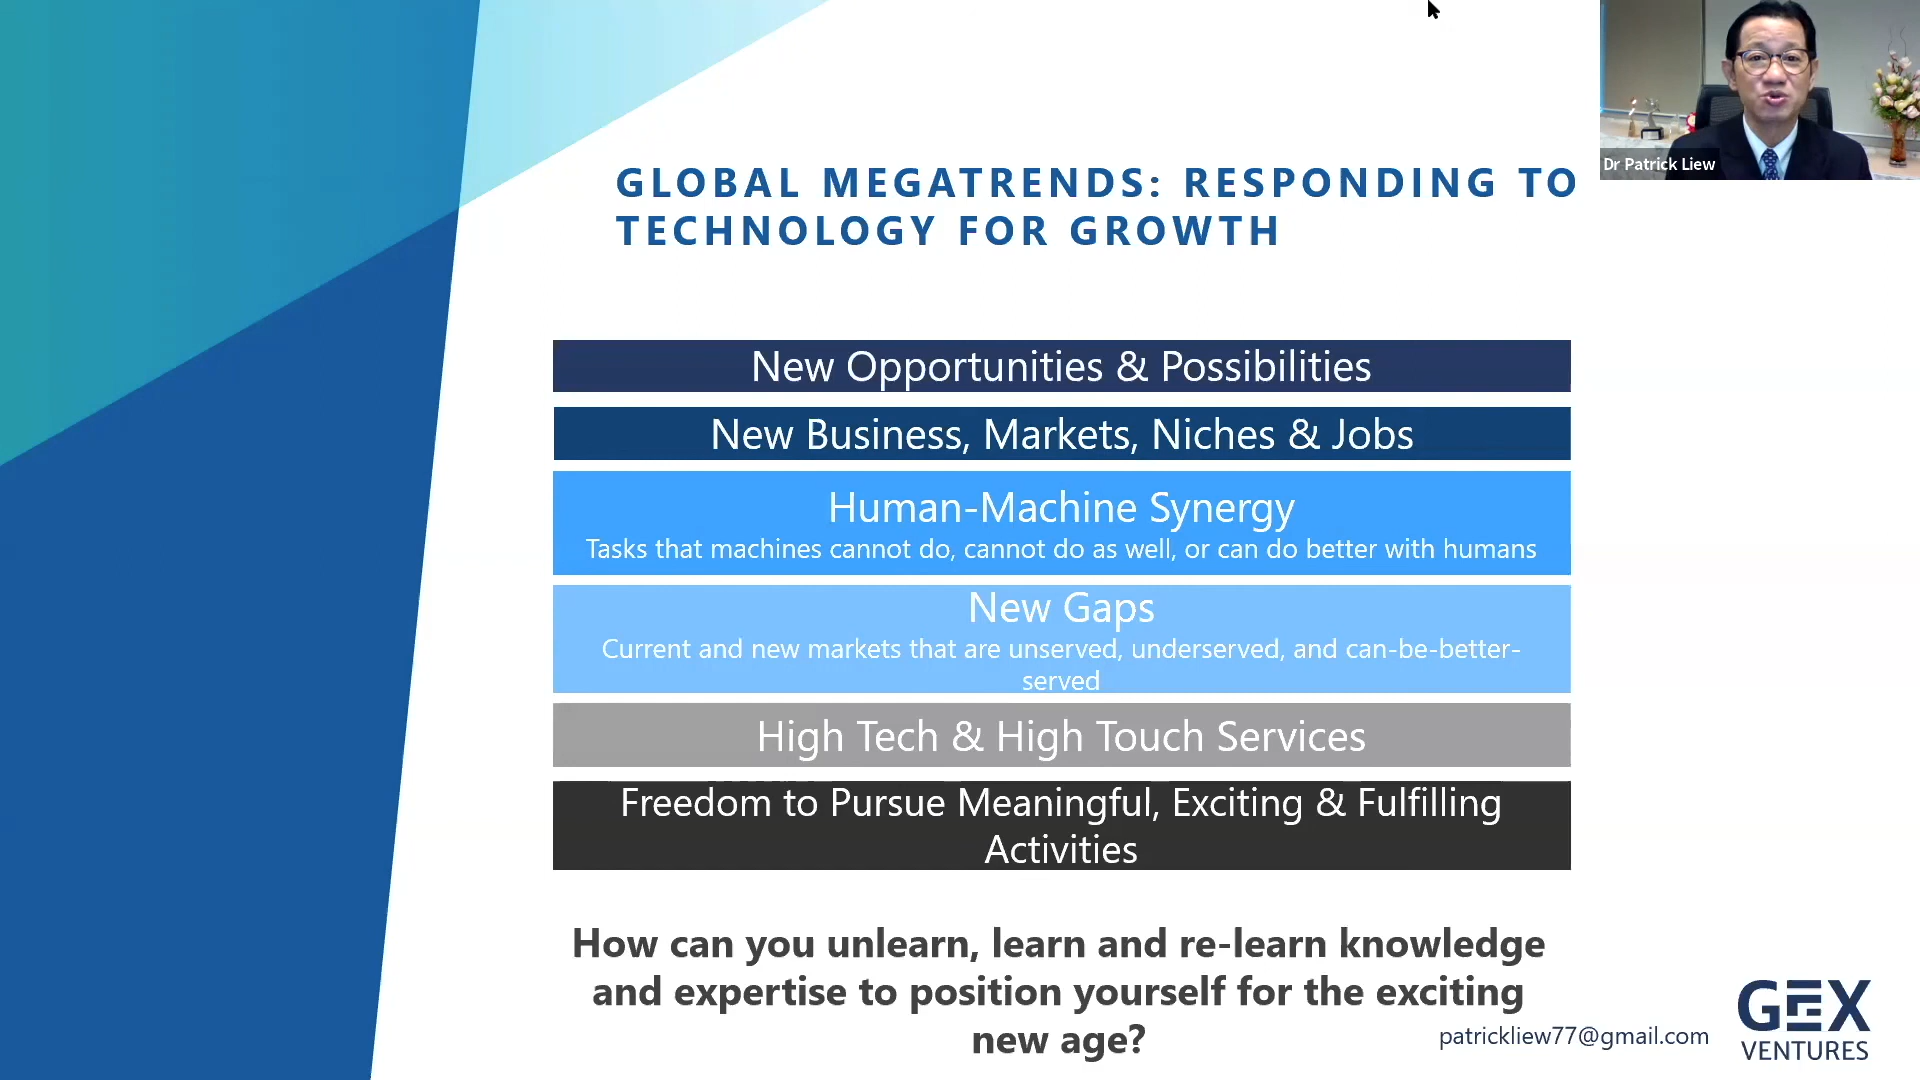 Dr Patrick Liew
GLOBAL MEGATRENDS: RESPONDING TO
TECHNOLOGY FOR GROWTH
New Opportunities & Possibilities
New Business, Markets, Niches & Jobs
Human-Machine Synergy
Tasks that machines cannot do, cannot do as well, or can do better with humans
New Gaps
Current and new markets that are unserved, underserved, and can-be-better-
served
High Tech & High Touch Services
Freedom to Pursue Meaningful, Exciting & Fulfilling
Activities
How can you unlearn, learn and re-learn knowledge
and expertise to position yourself for the exciting
new age?
patrickliew77@gmail.com
GEX
VENTURES